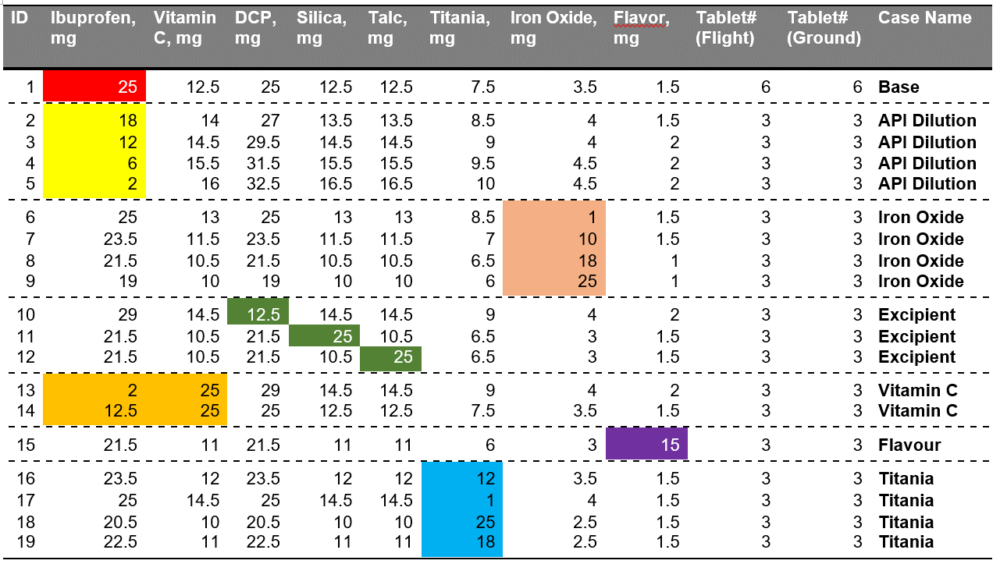 ID Ibuprofen, mg Vitamin C, mg DCP, mg Silica, mg Talc, mg Titania, mg Iron Oxide, mg Flavor, mg Tablet# (Flight) Tablet# (Ground) Case Name
1 25 12.5 25 12.5 12.5 7.5 3.5 1.5 6 6 Base
2 18 14 27 13.5 13.5 8.5 4 1.5 3 3 API Dilution
3 12 14.5 29.5 14.5 14.5 9 4 2 3 3 API Dilution
4 6 15.5 31.5 15.5 15.5 9.5 4.5 2 3 3 API Dilution
5 2 16 32.5 16.5 16.5 10 4.5 2 3 3 API Dilution
6 25 13 25 13 13 8.5 1 1.5 3 3 Iron Oxide
7 23.5 11.5 23.5 11.5 11.5 7 10 1.5 3 3 Iron Oxide
8 21.5 10.5 21.5 10.5 10.5 6.5 18 1 3 3 Iron Oxide
9 19 10 19 10 10 6 25 1 3 3 Iron Oxide
10 29 14.5 12.5 14.5 14.5 9 4 2 3 3 Excipient
11 21.5 10.5 21.5 25 10.5 6.5 3 1.5 3 3 Excipient
12 21.5 10.5 21.5 10.5 25 6.5 3 1.5 3 3 Excipient
13 2 25 29 14.5 14.5 9 4 2 3 3 Vitamin C
14 12.5 25 25 12.5 12.5 7.5 3.5 1.5 3 3 Vitamin C
15 21.5 11 21.5 11 11 6 3 15 3 3 Flavour
16 23.5 12 23.5 12 12 12 3.5 1.5 3 3 Titania
17 25 14.5 25 14.5 14.5 1 4 1.5 3 3 Titania
18 20.5 10 20.5 10 10 25 2.5 1.5 3 3 Titania
19 22.5 11 22.5 11 11 18 2.5 1.5 3 3 Titania